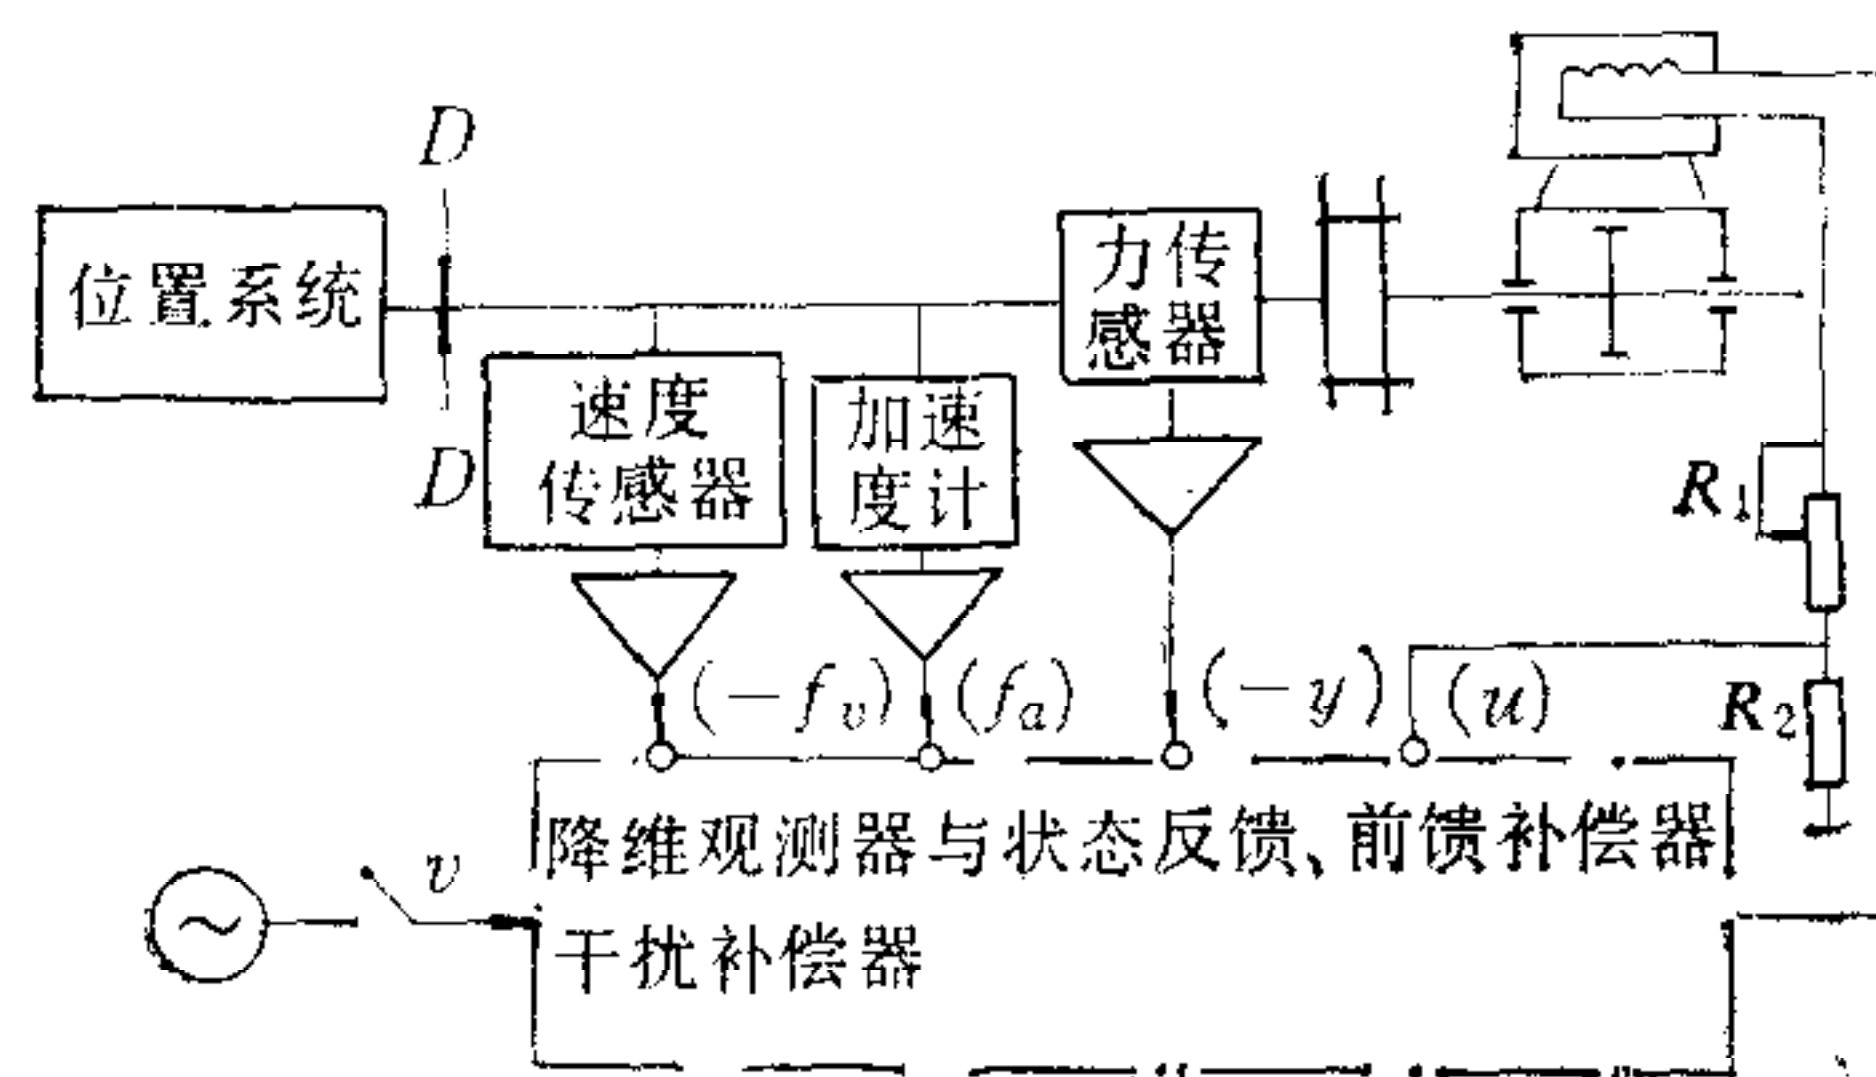 D
位置系统
力传
感器
D
速度
传感器
加速
度计
R1
(-fv)
(fa)
(-y)
(u)
R2
降维观测器与状态反馈、前馈补偿器
v
干扰补偿器